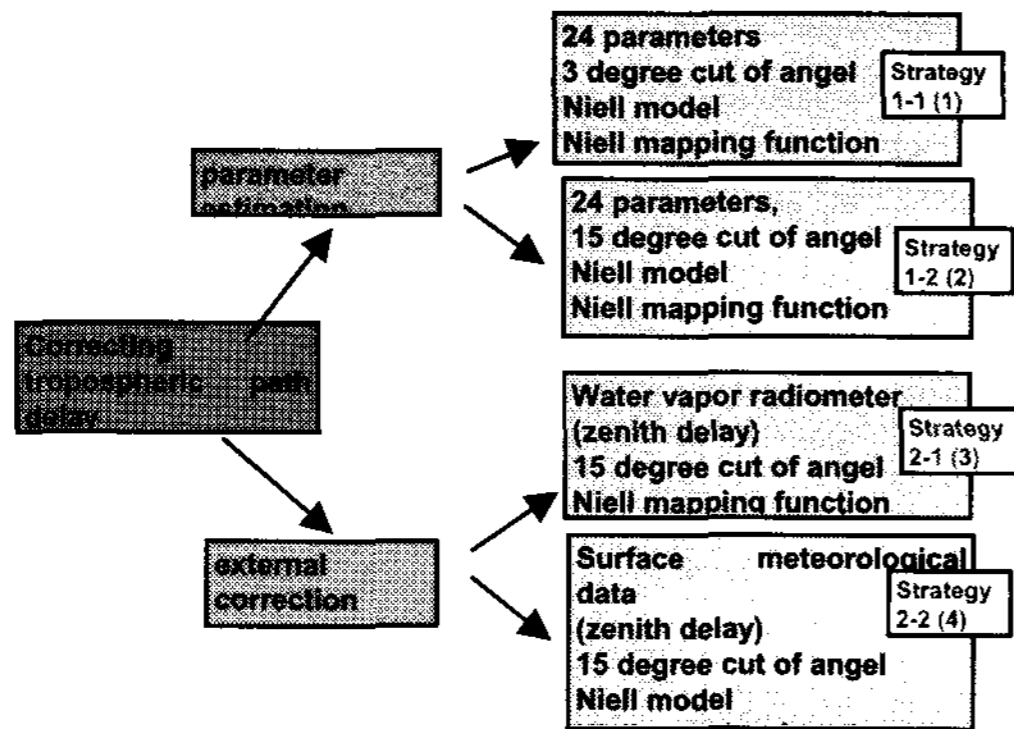 24 parameters
3 degree cut of angel
Niell model
Niell mapping function
Strategy
1-1 (1)
parameter
estimation
24 parameters,
15 degree cut of angel
Niell model
Niell mapping function
Strategy
1-2 (2)
Correcting
tropospheric path
delay
Water vapor radiometer
(zenith delay)
15 degree cut of angel
Niell mapping function
Strategy
2-1 (3)
external
correction
Surface meteorological
data
(zenith delay)
15 degree cut of angel
Niell model
Strategy
2-2 (4)